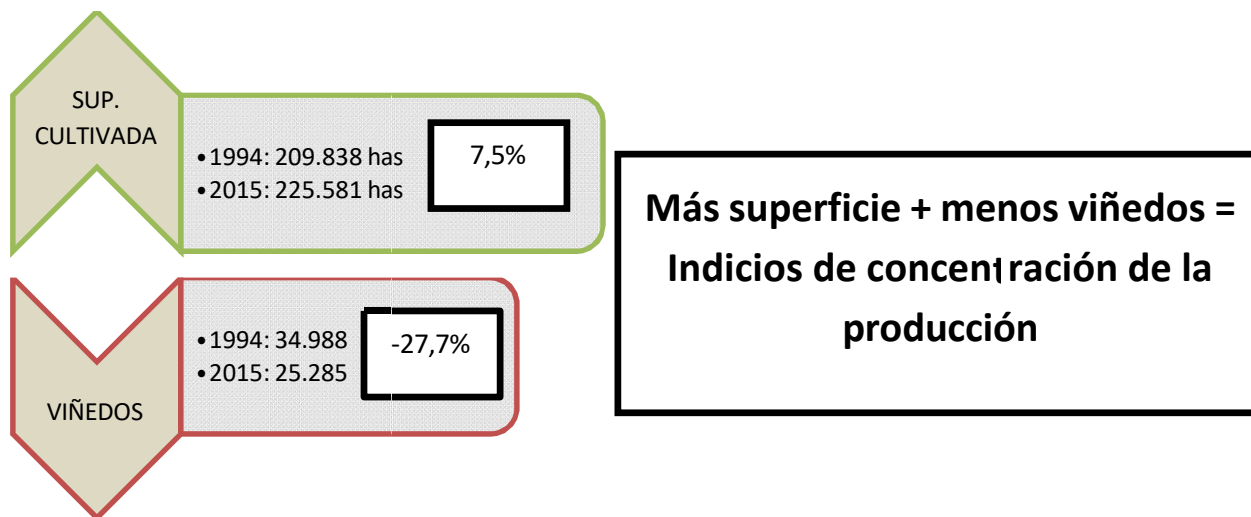 SUP.
CULTIVADA
•1994: 209.838 has
•2015: 225.581 has
7,5%
VIÑEDOS
•1994: 34.988
•2015: 25.285
-27,7%
Más superficie + menos viñedos =
Indicios de concentración de la
producción